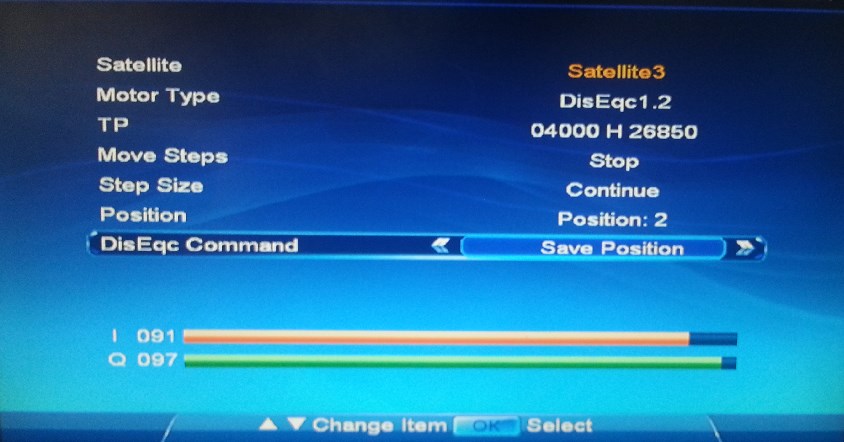 Satellite Satellite3
Motor Type DisEqc1.2
TP 04000 H 26850
Move Steps Stop
Step Size Continue
Position Position: 2
DisEqc Command Save Position
I 091
Q 097
Change Item OK Select